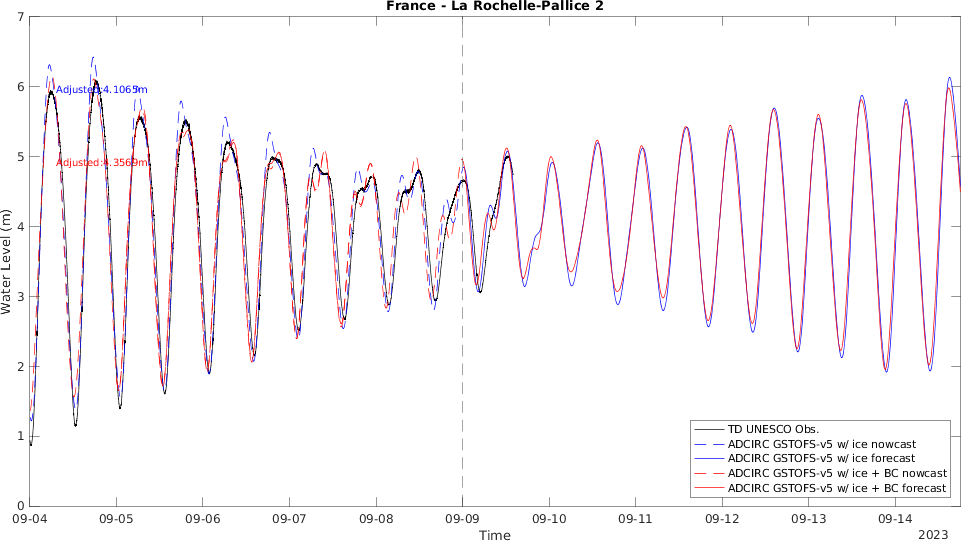 France - La Rochelle-Pallice 2
Water Level (m)
7
6
5
4
3
2
1
0
Adjusted:4.1065m
Adjusted:4.3569m
TD UNESCO Obs.
ADCIRC GSTOFS-v5 w/ ice nowcast
ADCIRC GSTOFS-v5 w/ ice forecast
ADCIRC GSTOFS-v5 w/ ice + BC nowcast
ADCIRC GSTOFS-v5 w/ ice + BC forecast
09-04 09-05 09-06 09-07 09-08 09-09 09-10 09-11 09-12 09-13 09-14
Time
2023